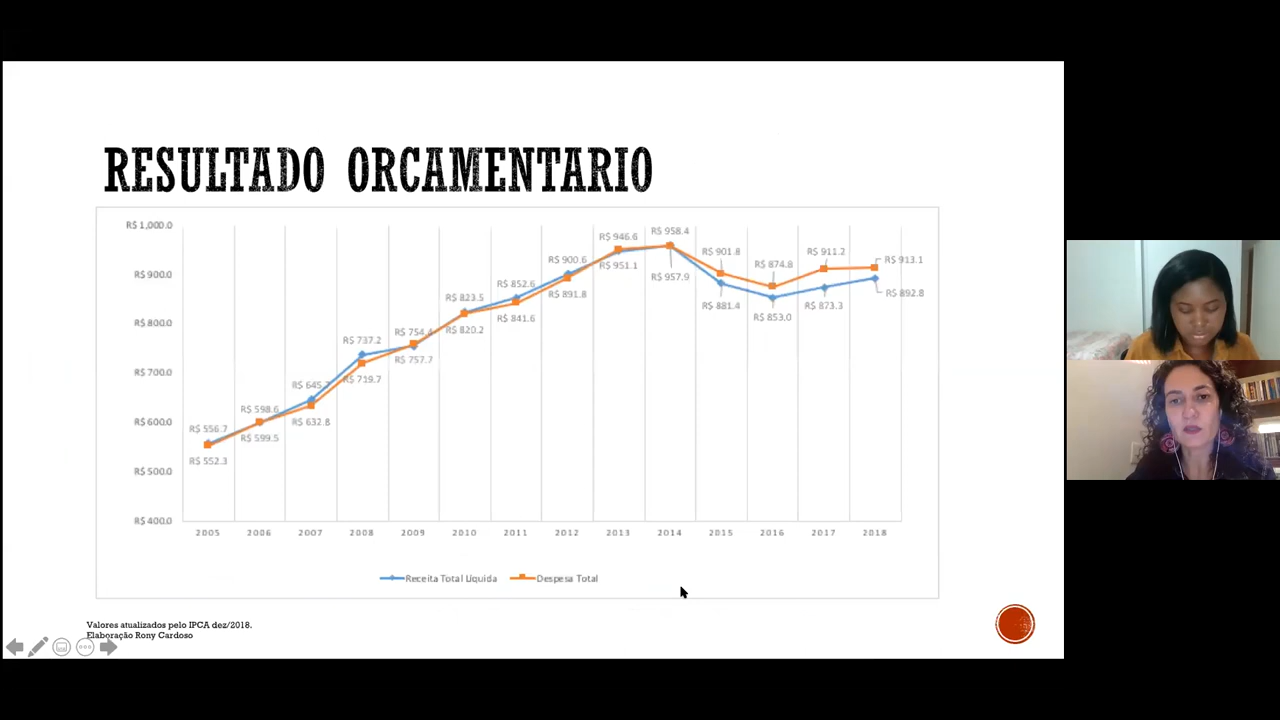 RESULTADO ORCAMENTARIO
R$ 1,000.0
R$ 900.0
R$ 800.0
R$ 700.0
R$ 600.0
R$ 500.0
R$ 400.0
R$ 556.7
R$ 552.3
R$ 598.6
R$ 599.5
R$ 645.7
R$ 632.8
R$ 737.2
R$ 719.7
R$ 754.4
R$ 757.7
R$ 823.5
R$ 820.2
R$ 852.6
R$ 841.6
R$ 900.6
R$ 891.8
R$ 946.6
R$ 951.1
R$ 958.4
R$ 957.9
R$ 901.8
R$ 881.4
R$ 874.8
R$ 853.0
R$ 911.2
R$ 873.3
R$ 913.1
R$ 892.8
2005 2006 2007 2008 2009 2010 2011 2012 2013 2014 2015 2016 2017 2018
Receita Total Líquida Despesa Total
Valores atualizados pelo IPCA dez/2018.
Elaboração Rony Cardoso